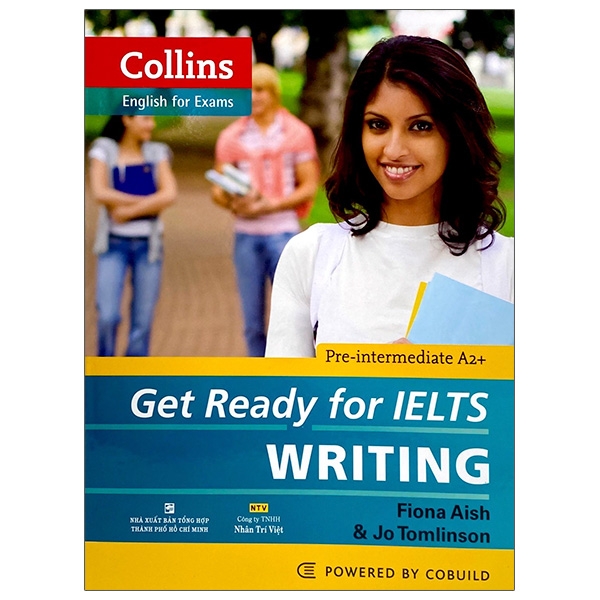 Collins
English for Exams
Pre-intermediate A2+
Get Ready for IELTS
WRITING
Fiona Aish
& Jo Tomlinson
NHÀ XUẤT BẢN TỔNG HỢP
THÀNH PHỐ HỒ CHÍ MINH
NTV
Công ty TNHH
Nhân Trí Việt
POWERED BY COBUILD